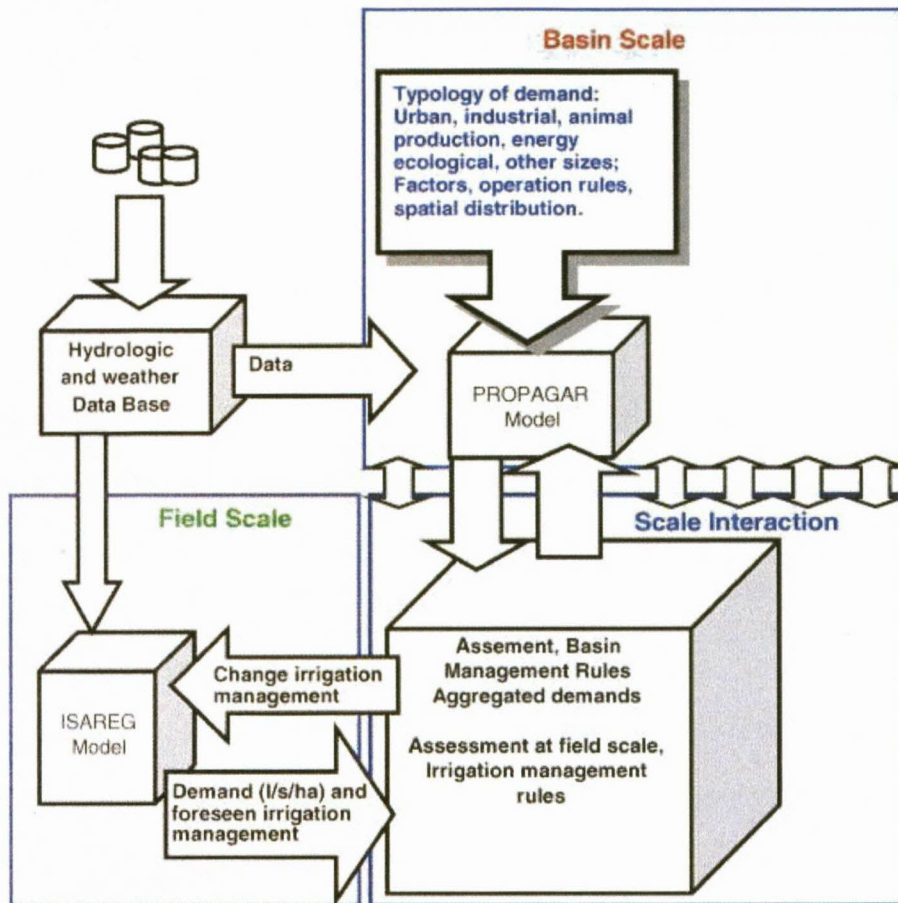 Basin Scale
Typology of demand:
Urban, industrial, animal
production, energy
ecological, other sizes;
Factors, operation rules,
spatial distribution.
Hydrologic
and weather
Data Base
Data
PROPAGAR
Model
Field Scale
Scale Interaction
Change irrigation
management
ISAREG
Model
Assement, Basin
Management Rules
Aggregated demands
Assessment at field scale,
Irrigation management
rules
Demand (l/s/ha) and
foreseen irrigation
management